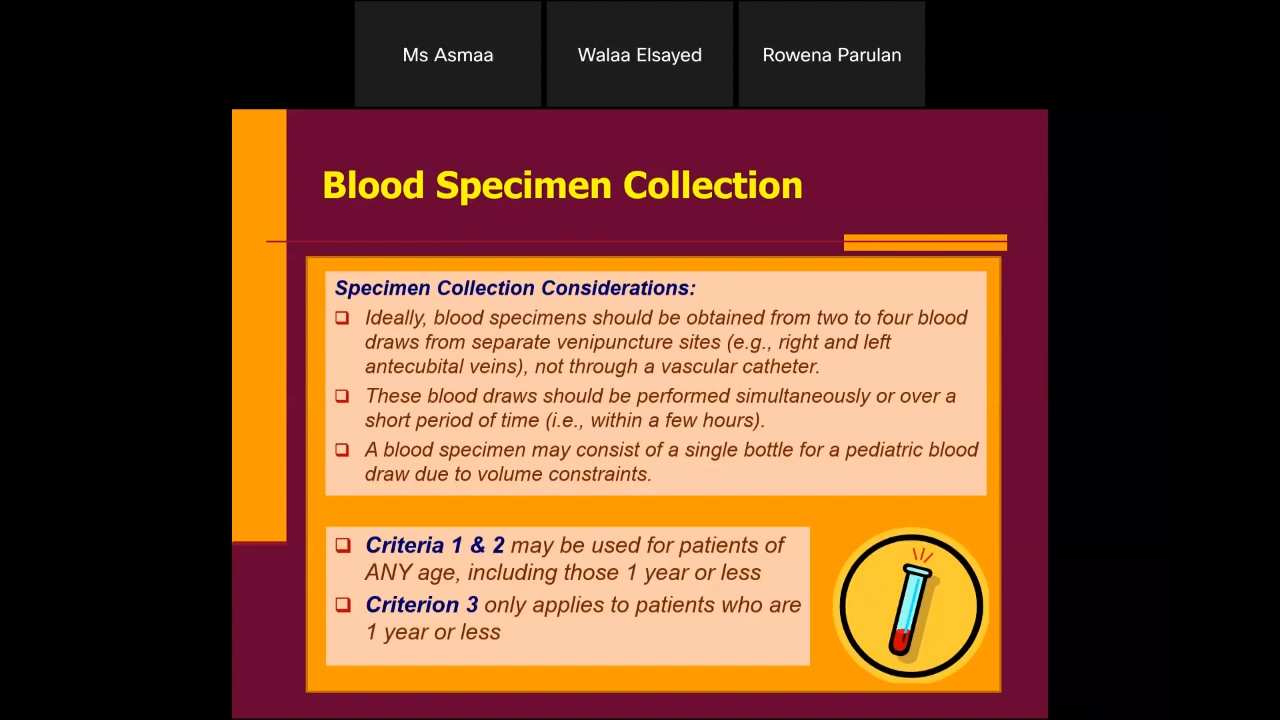 Ms Asmaa
Walaa Elsayed
Rowena Parulan
Blood Specimen Collection
Specimen Collection Considerations:
Ideally, blood specimens should be obtained from two to four blood
draws from separate venipuncture sites (e.g., right and left
antecubital veins), not through a vascular catheter.
These blood draws should be performed simultaneously or over a
short period of time (i.e., within a few hours).
A blood specimen may consist of a single bottle for a pediatric blood
draw due to volume constraints.
Criteria 1 & 2 may be used for patients of
ANY age, including those 1 year or less
Criterion 3 only applies to patients who are
1 year or less